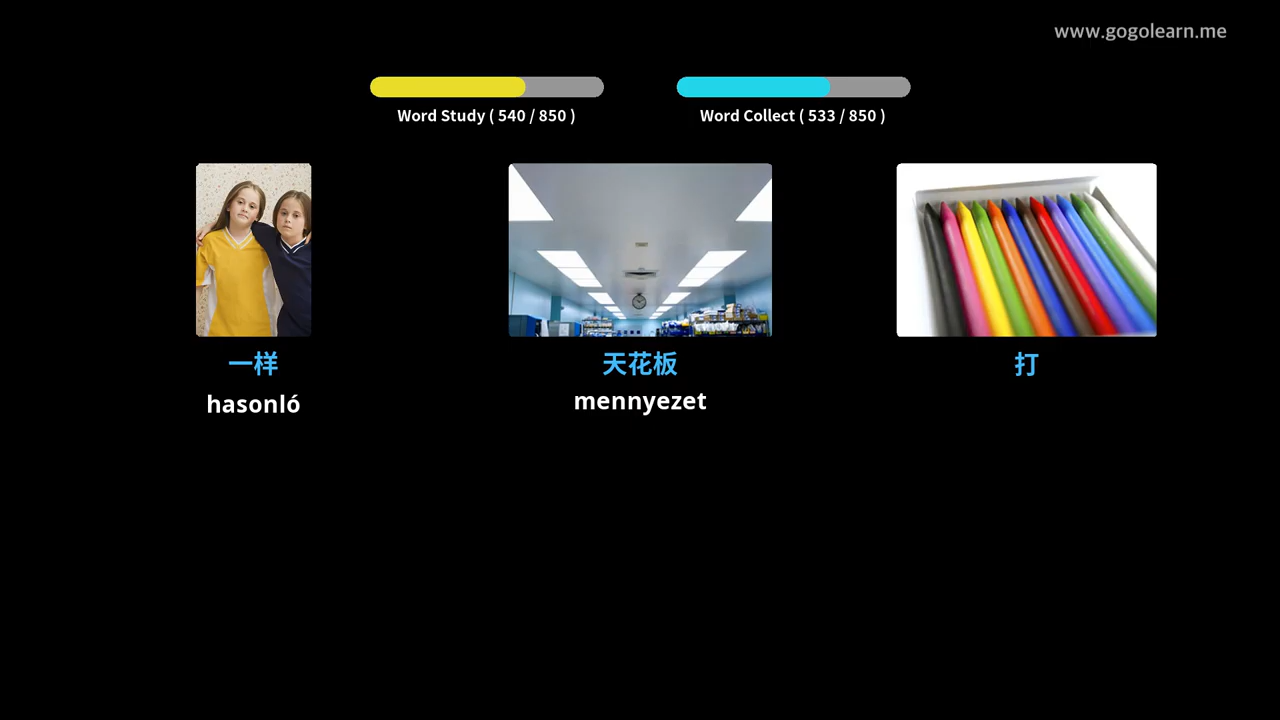 www.gogolearn.me
Word Study ( 540 / 850 )
Word Collect ( 533 / 850 )
一样
天花板
打
hasonló
mennyezet